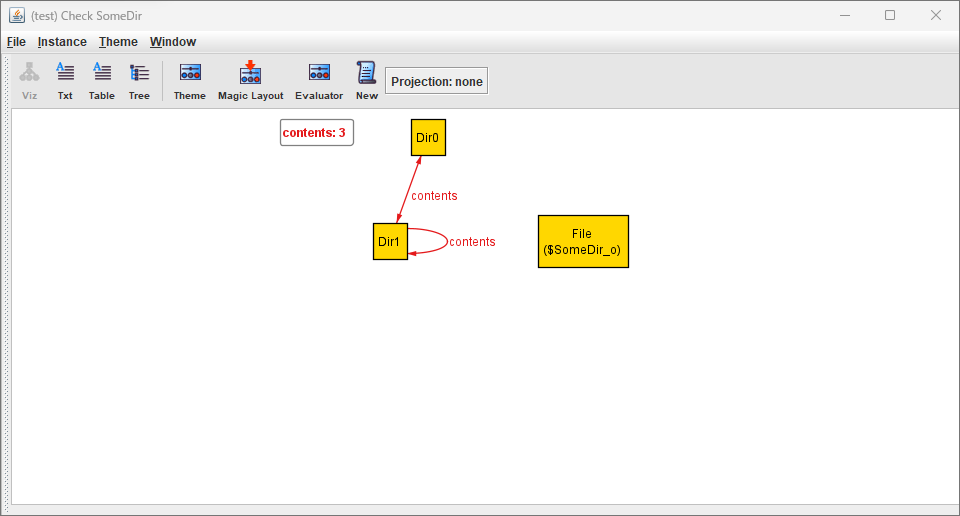 (test) Check SomeDir
File Instance Theme Window
Viz Txt Table Tree Theme Magic Layout Evaluator New Projection: none
contents: 3
Dir0
contents
Dir1
contents
File
($SomeDir_o)